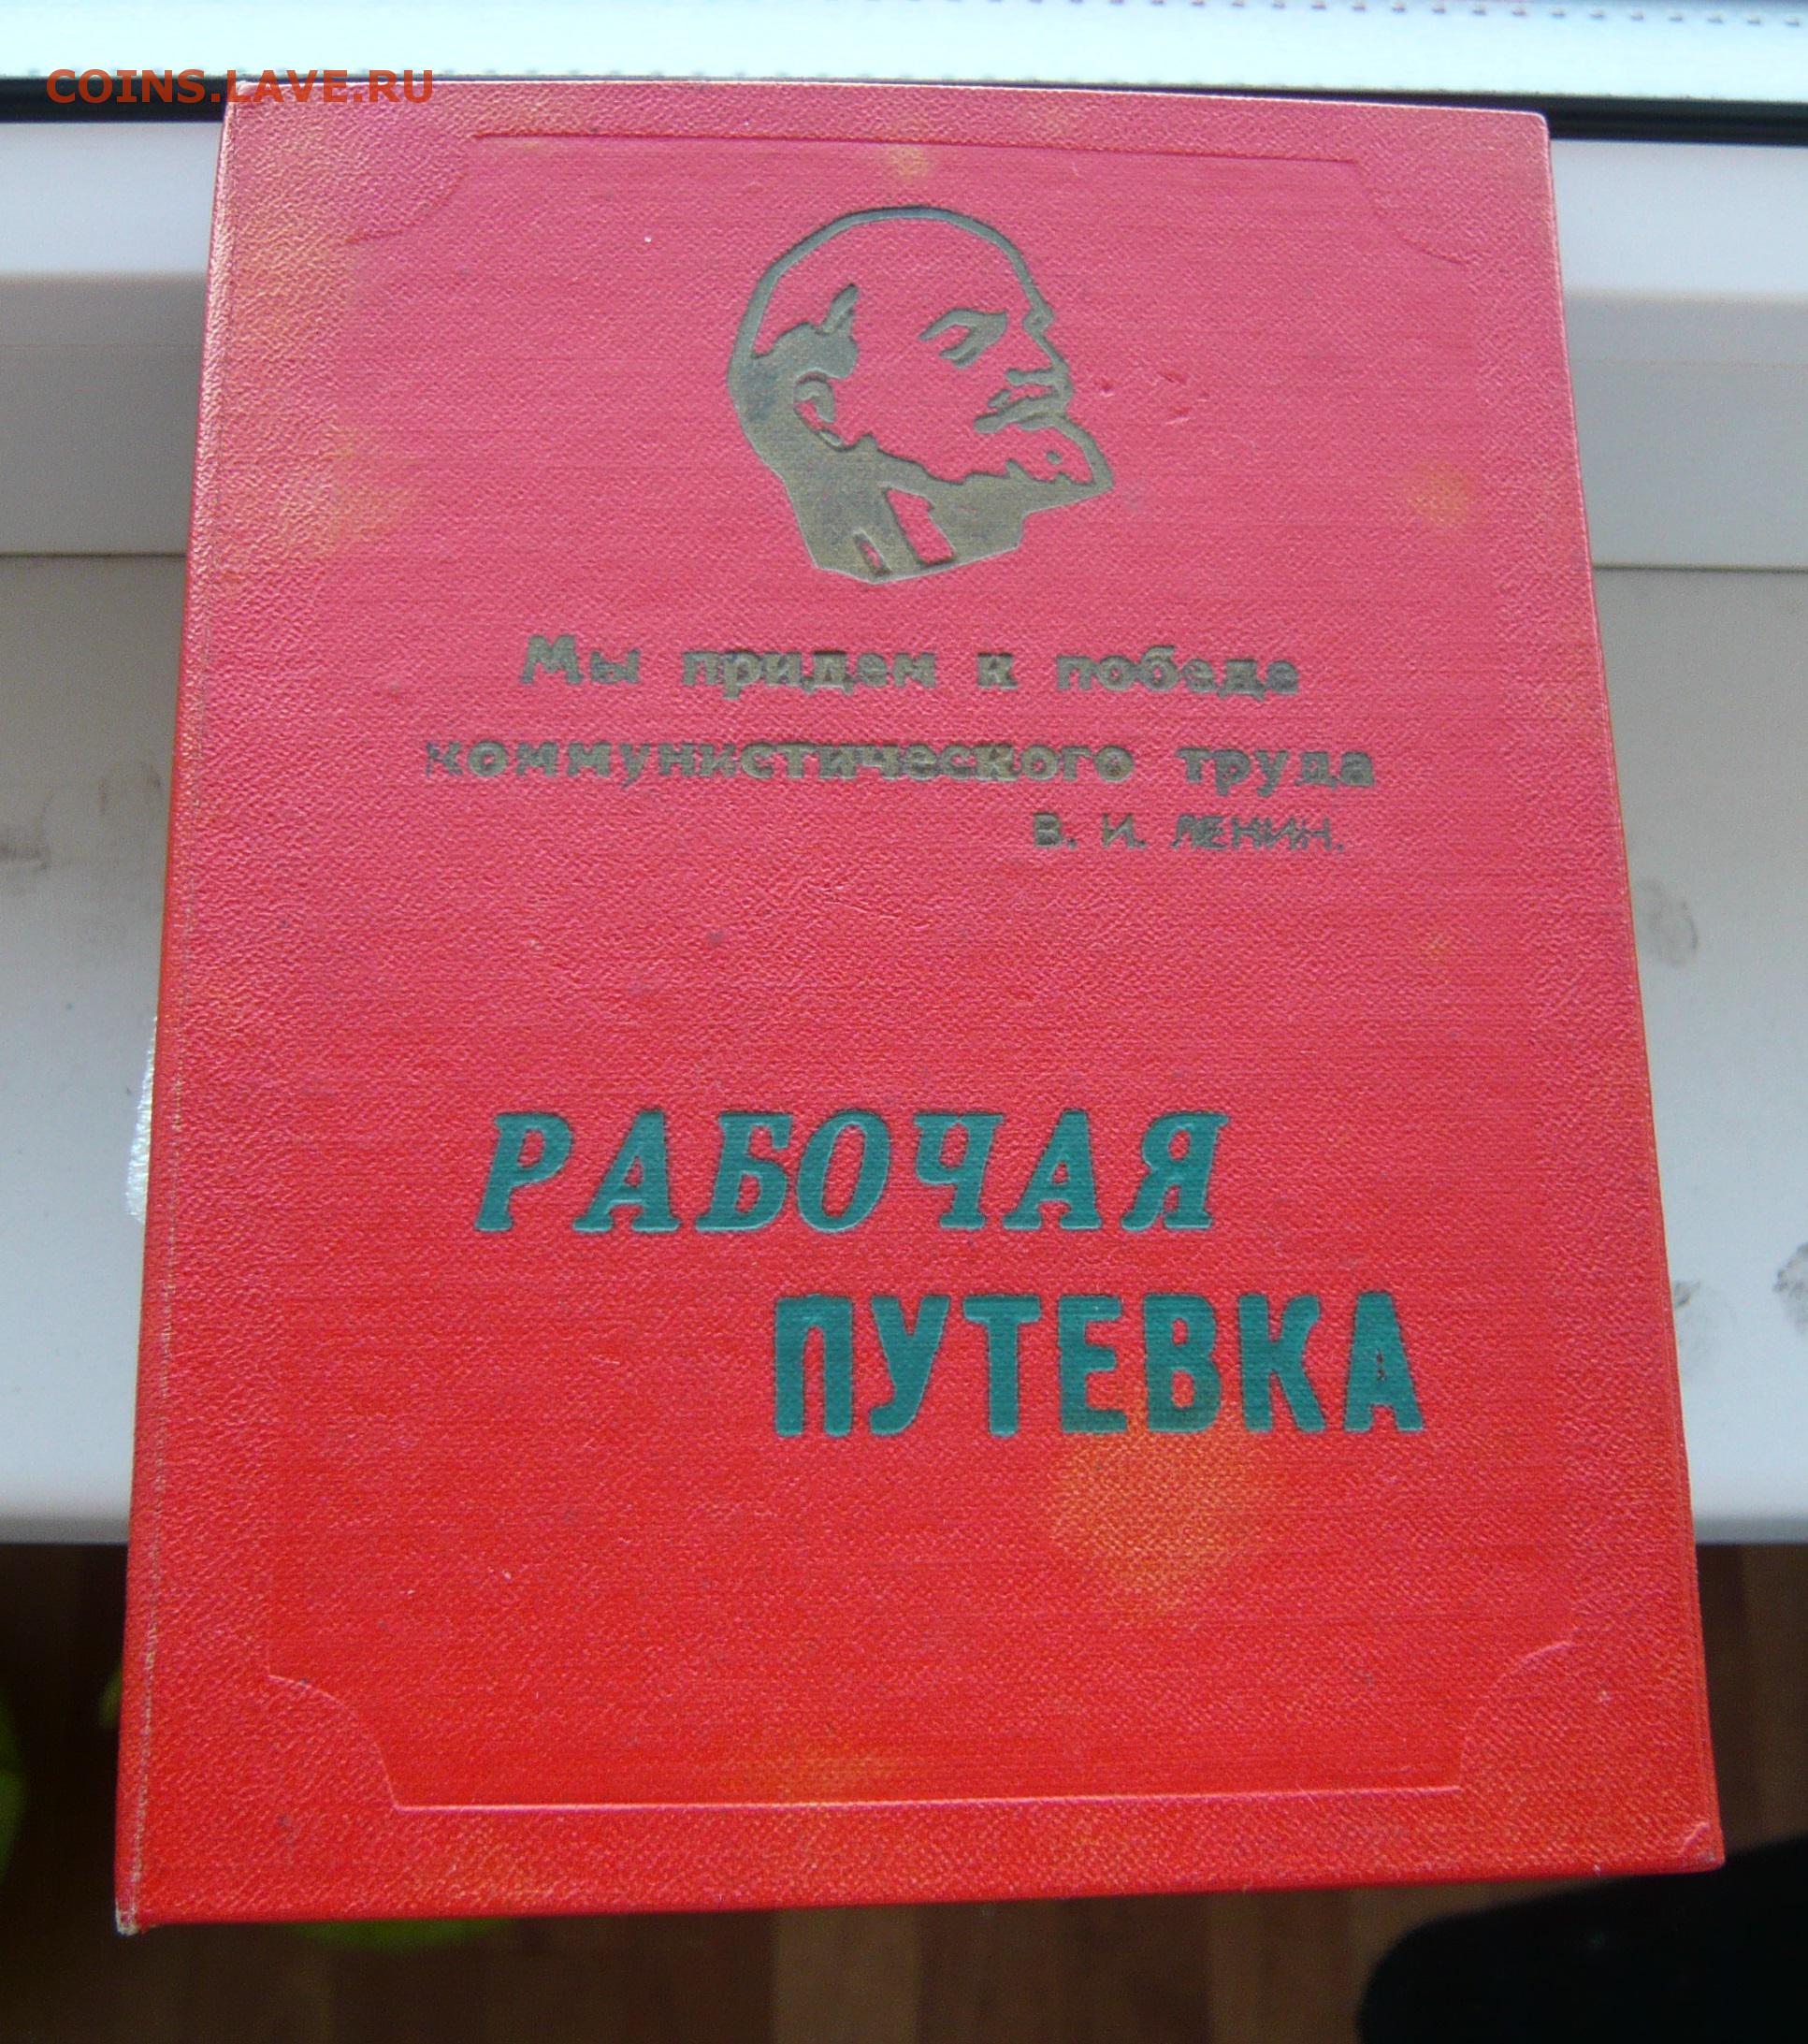 COINS.LAVE.RU
Мы придем к победе
коммунистического труда
В. И. ЛЕНИН.
РАБОЧАЯ
ПУТЕВКА